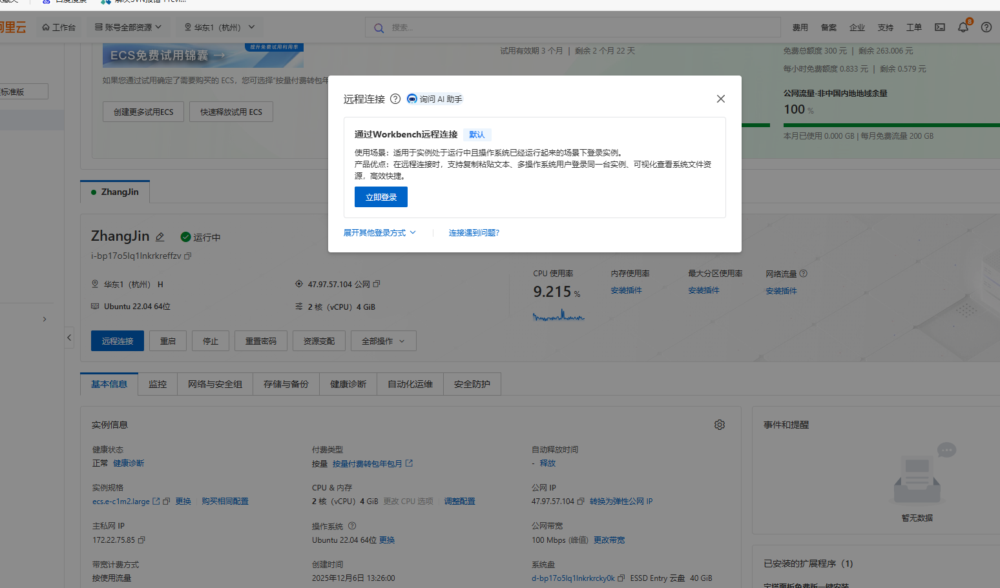 阿里云 工作台 账号全部资源 华东1（杭州） 搜索... 费用 备案 企业 支持 工单 8
ECS免费试用锦囊 → 提升免费试用利用率
试用有效期 3 个月 | 剩余 2 个月 22 天
免费总额度 300 元 | 剩余 263.006 元
每小时免费额度 0.833 元 | 剩余 0.579 元
如果您通过试用确定了需要购买的 ECS，您可选择“按量付费转包年
标准版
创建更多试用ECS 快速释放试用 ECS
公网流量-非中国内地地域余量
100 %
本月已使用 0.000 GB | 每月免费流量 200 GB
远程连接 询问 AI 助手
通过Workbench远程连接 默认
使用场景：适用于实例处于运行中且操作系统已经运行起来的场景下登录实例。
产品优点：在远程连接时，支持复制粘贴文本、多操作系统用户登录同一台实例、可视化查看系统文件资
源，高效快捷。
立即登录
展开其他登录方式 连接遇到问题?
ZhangJin
ZhangJin 运行中
i-bp17o5lq1lnkrkreffzv
华东1（杭州） H 47.97.57.104 公网
Ubuntu 22.04 64位 2 核（vCPU）4 GiB
CPU 使用率 内存使用率 最大分区使用率 网络流量
9.215 % 安装插件 安装插件 安装插件
远程连接 重启 停止 重置密码 资源变配 全部操作
基本信息 监控 网络与安全组 存储与备份 健康诊断 自动化运维 安全防护
实例信息
健康状态 付费类型 自动释放时间
正常 健康诊断 按量 按量付费转包年包月 - 释放
实例规格 CPU & 内存 公网 IP
ecs.e-c1m2.large 更换 购买相同配置 2 核（vCPU）4 GiB 更改 CPU 选项 调整配置 47.97.57.104 转换为弹性公网 IP
主私网 IP 操作系统 公网带宽
172.22.75.85 Ubuntu 22.04 64位 更换 100 Mbps (峰值) 更改带宽
带宽计费方式 创建时间 系统盘
按使用流量 2025年12月6日 13:26:00 d-bp17o5lq1lnkrkrcky0k ESSD Entry 云盘 40 GiB
事件和提醒
暂无数据
已安装的扩展程序（1）
宝塔面板免费版一键安装